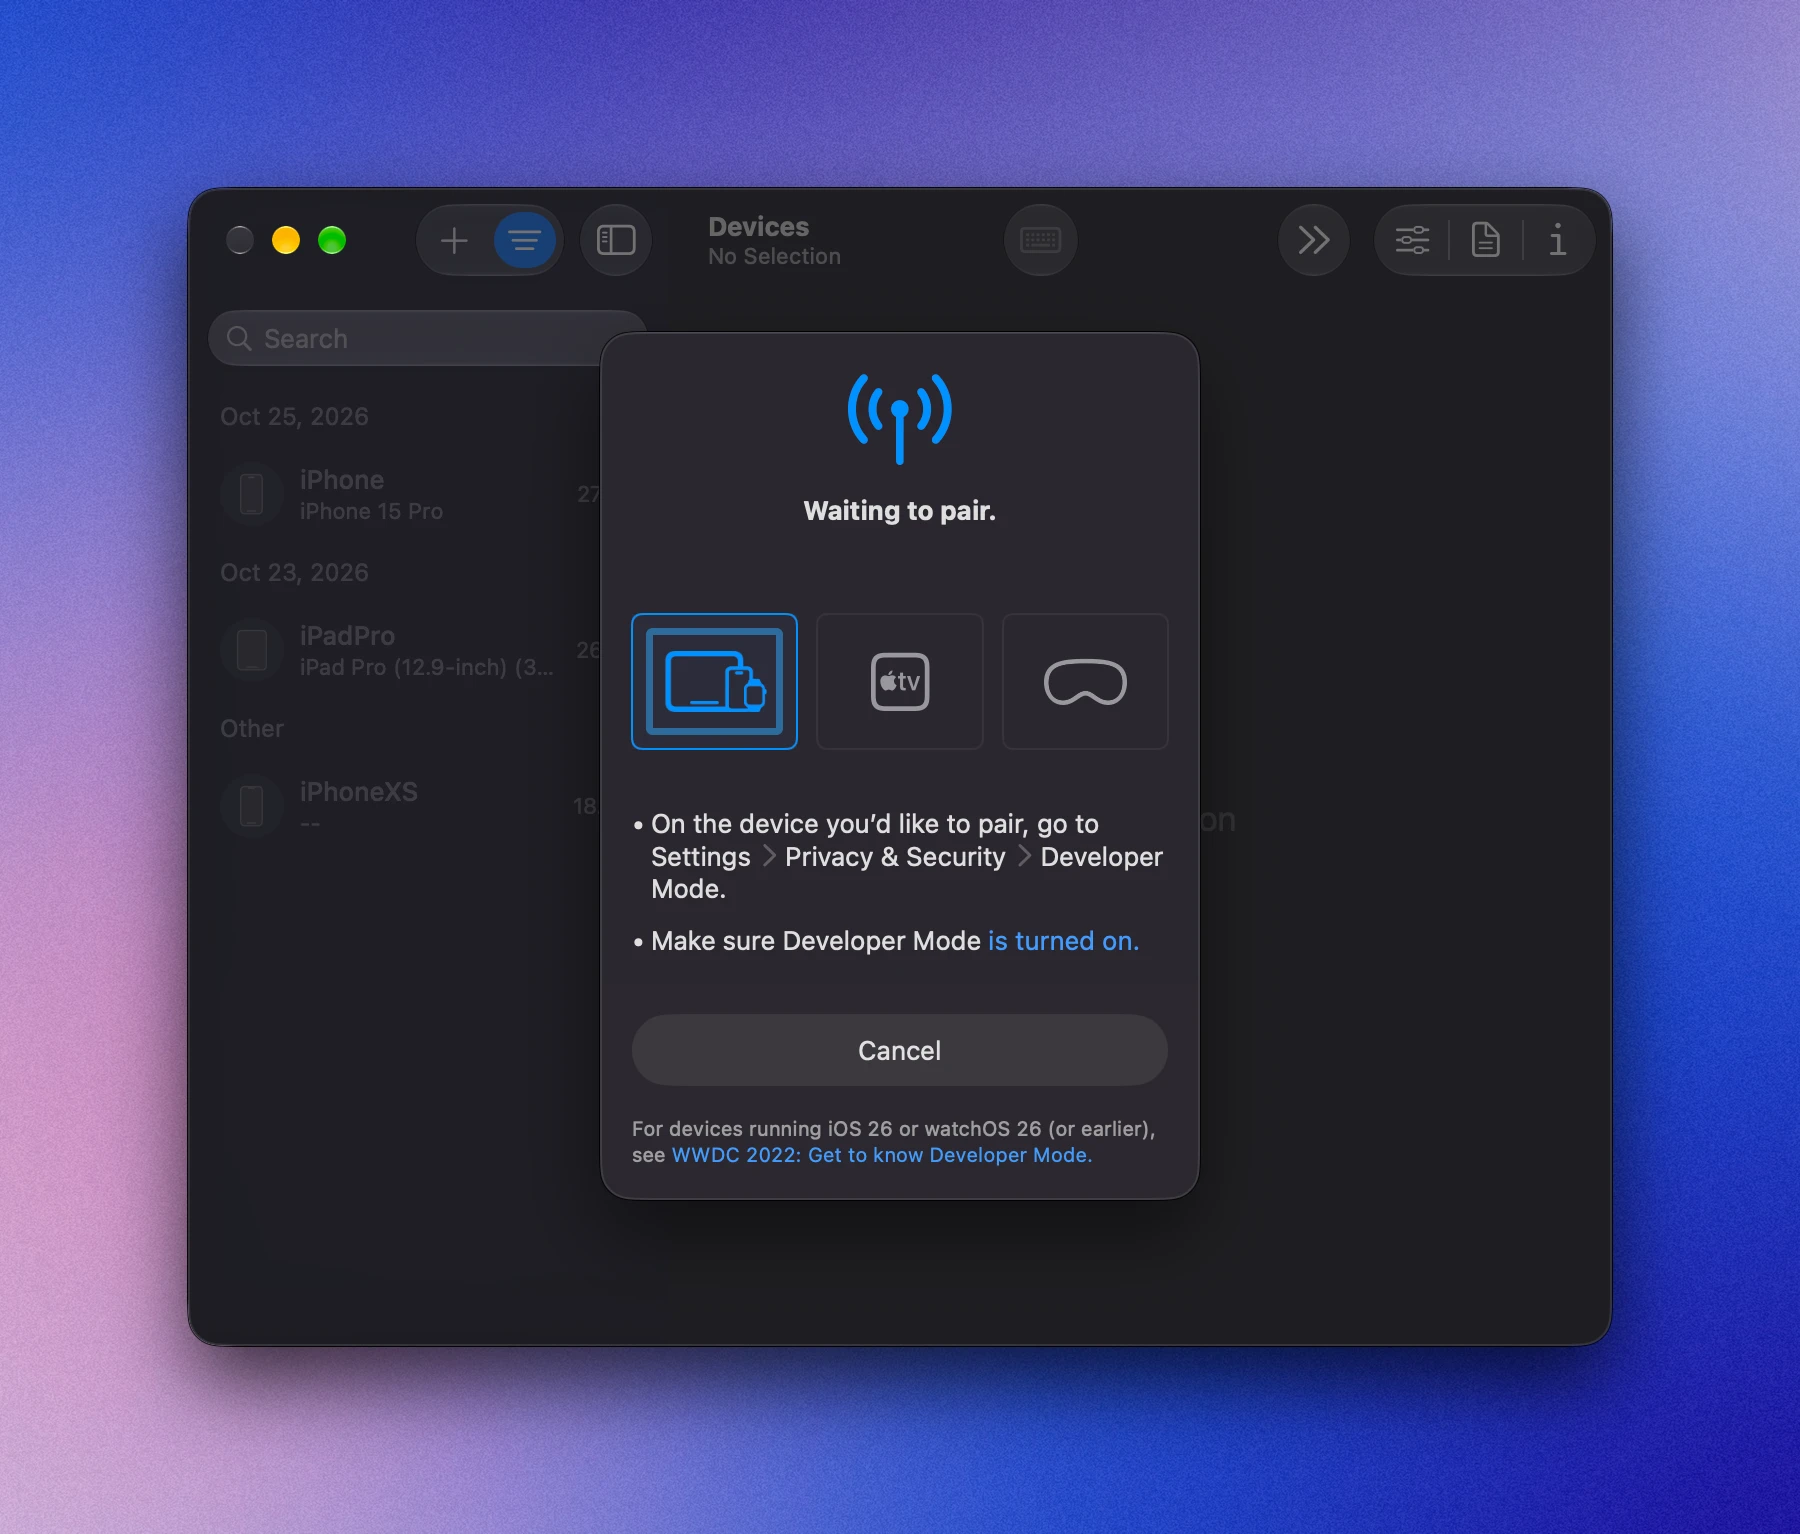 Devices
No Selection
Search
Oct 25, 2026
iPhone
iPhone 15 Pro
27
Oct 23, 2026
iPadPro
iPad Pro (12.9-inch) (3...
26
Other
iPhoneXS
--
18
Waiting to pair.
tv
• On the device you’d like to pair, go to
Settings > Privacy & Security > Developer
Mode.
• Make sure Developer Mode is turned on.
Cancel
For devices running iOS 26 or watchOS 26 (or earlier),
see WWDC 2022: Get to know Developer Mode.
on